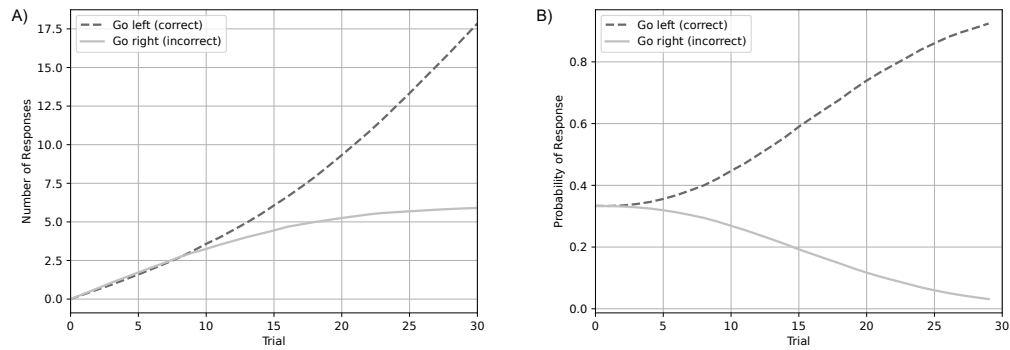 A)
Go left (correct)
Go right (incorrect)
17.5
15.0
12.5
10.0
7.5
5.0
2.5
0.0
Number of Responses
0
5
10
15
20
25
30
Trial
B)
Go left (correct)
Go right (incorrect)
0.8
0.6
0.4
0.2
0.0
Probability of Response
0
5
10
15
20
25
30
Trial